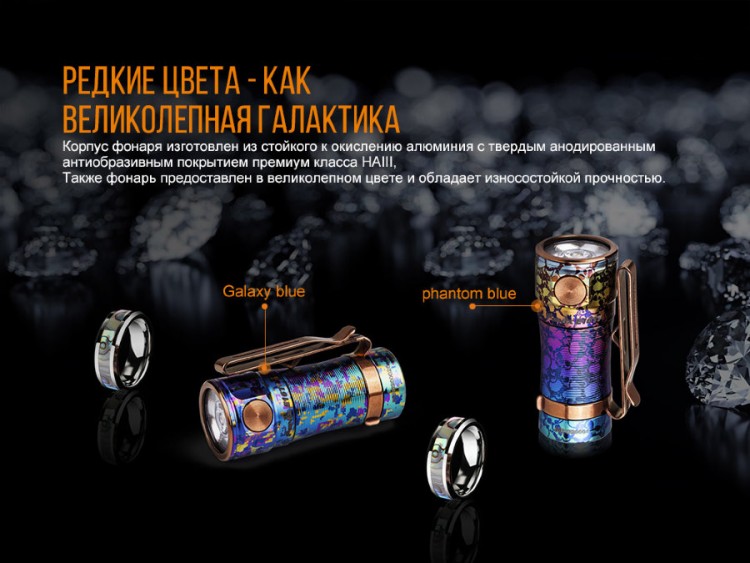 РЕДКИЕ ЦВЕТА - КАК
ВЕЛИКОЛЕПНАЯ ГАЛАКТИКА
Корпус фонаря изготовлен из стойкого к окислению алюминия с твердым анодированным
антиобразивным покрытием премиум класса HAIII,
Также фонарь предоставлен в великолепном цвете и обладает износостойкой прочностью.
Galaxy blue
phantom blue